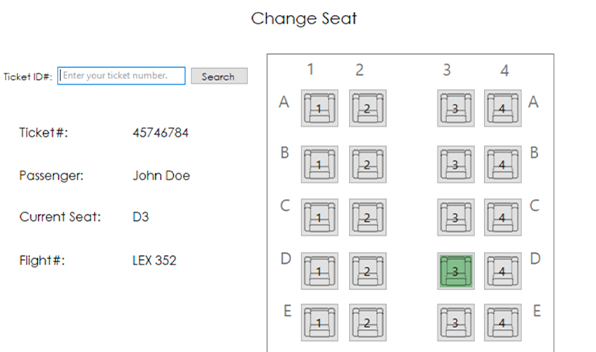 Change Seat
Ticket ID#: Enter your ticket number. Search
Ticket#: 45746784
Passenger: John Doe
Current Seat: D3
Flight#: LEX 352
1 2 3 4
A 1 2 3 4 A
B 1 2 3 4 B
C 1 2 3 4 C
D 1 2 3 4 D
E 1 2 3 4 E